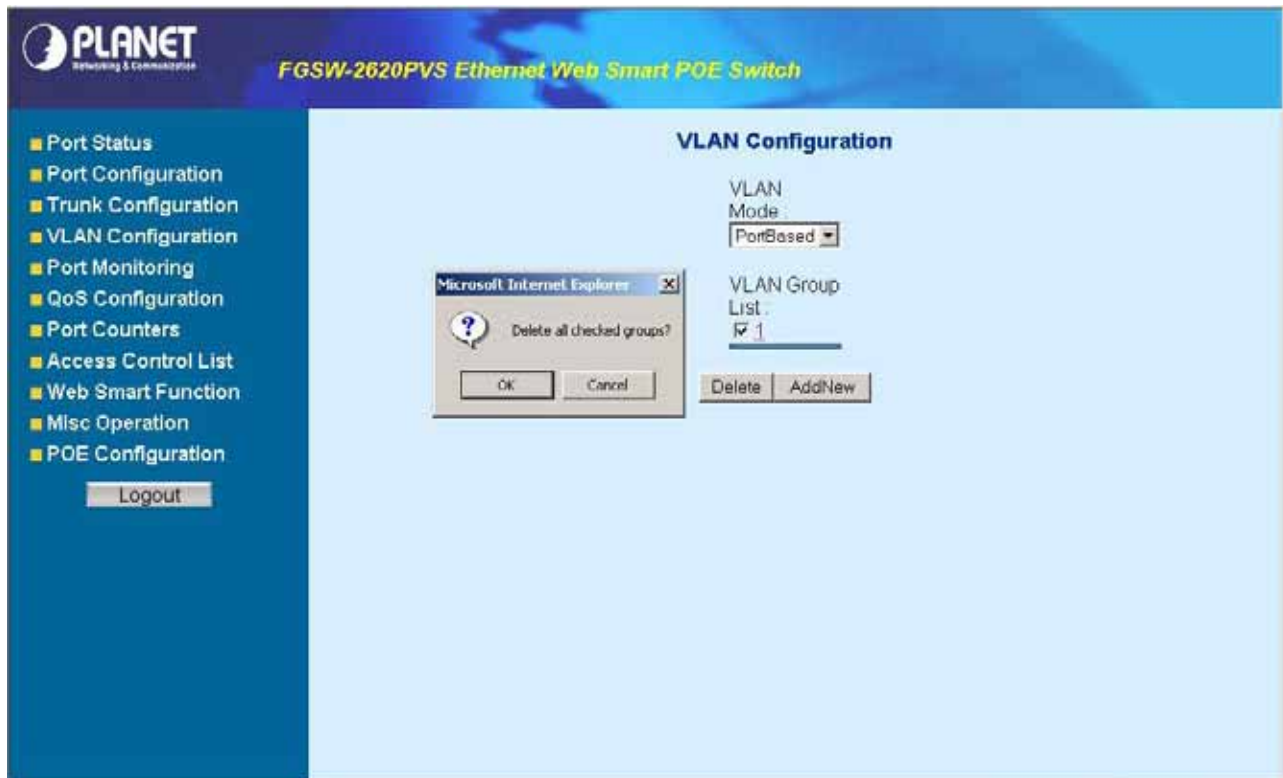 PLANET
Networking & Communication
FGSW-2620PVS Ethernet Web Smart POE Switch
Port Status
Port Configuration
Trunk Configuration
VLAN Configuration
Port Monitoring
QoS Configuration
Port Counters
Access Control List
Web Smart Function
Misc Operation
POE Configuration
Logout
VLAN Configuration
VLAN
Mode :
PortBased
VLAN Group
List :
1
Delete AddNew
Microsoft Internet Explorer
Delete all checked groups?
OK Cancel